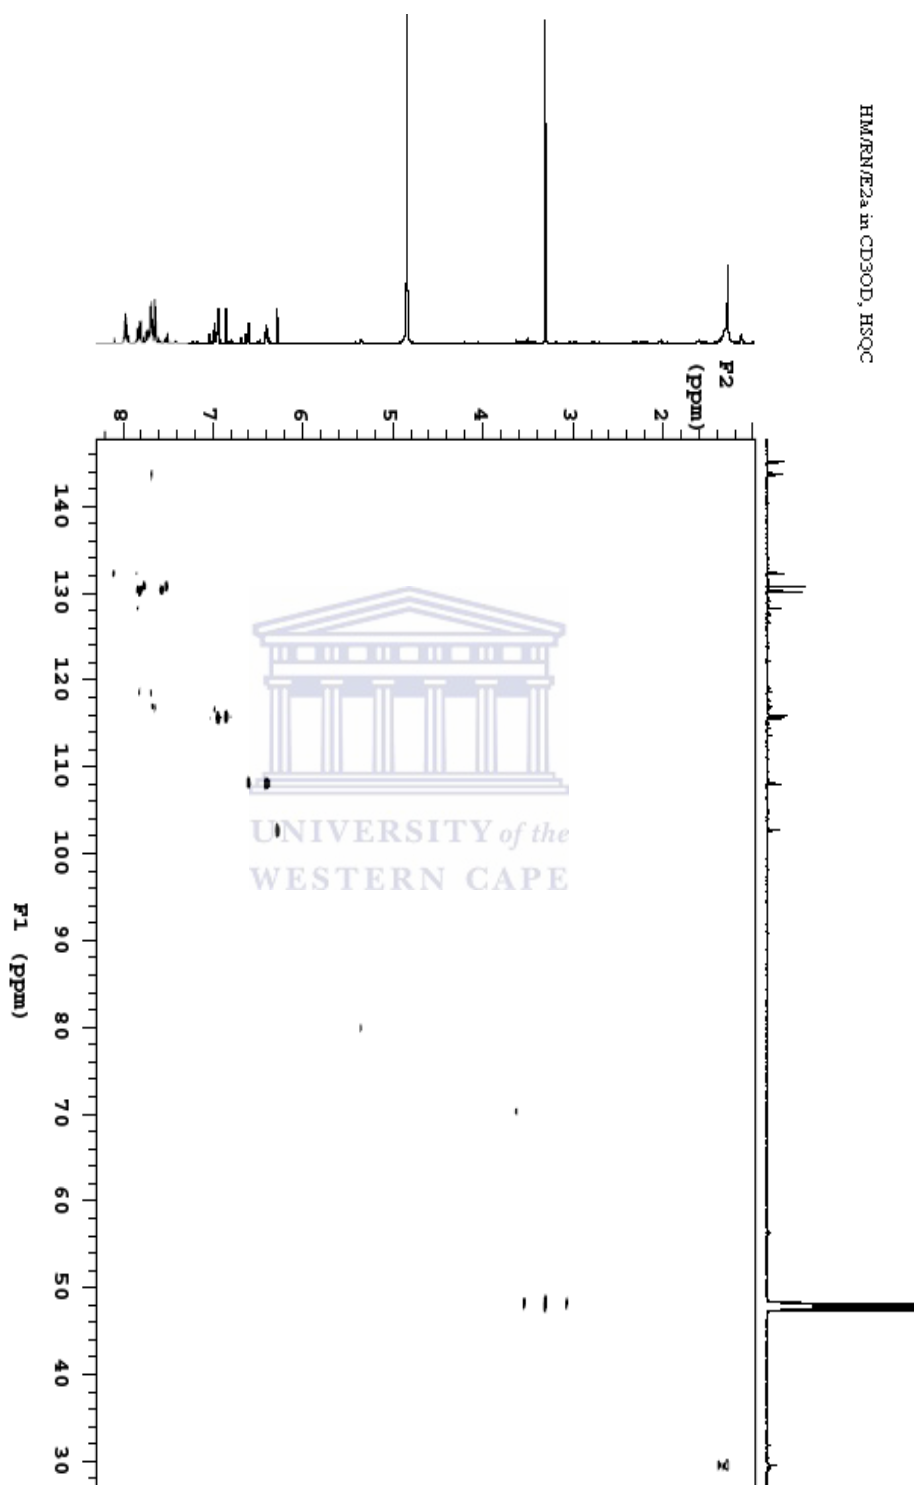 HM/RN/E2a in CD3OD, HSQC
F2
(ppm)
8 7 6 5 4 3 2
140 130 120 110 100 90 80 70 60 50 40 30
F1 (ppm)
UNIVERSITY of the
WESTERN CAPE